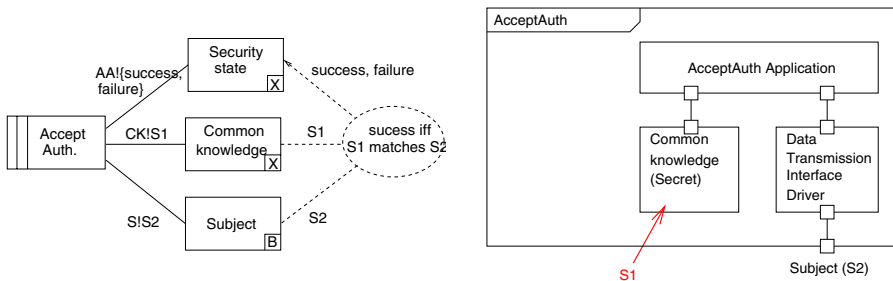 Security
state
X
AA!{success,
failure}
success, failure
Accept
Auth.
CK!S1
Common
knowledge
X
S1
sucess iff
S1 matches S2
S!S2
Subject
B
S2
AcceptAuth
AcceptAuth Application
Common
knowledge
(Secret)
Data
Transmission
Interface
Driver
S1
Subject (S2)